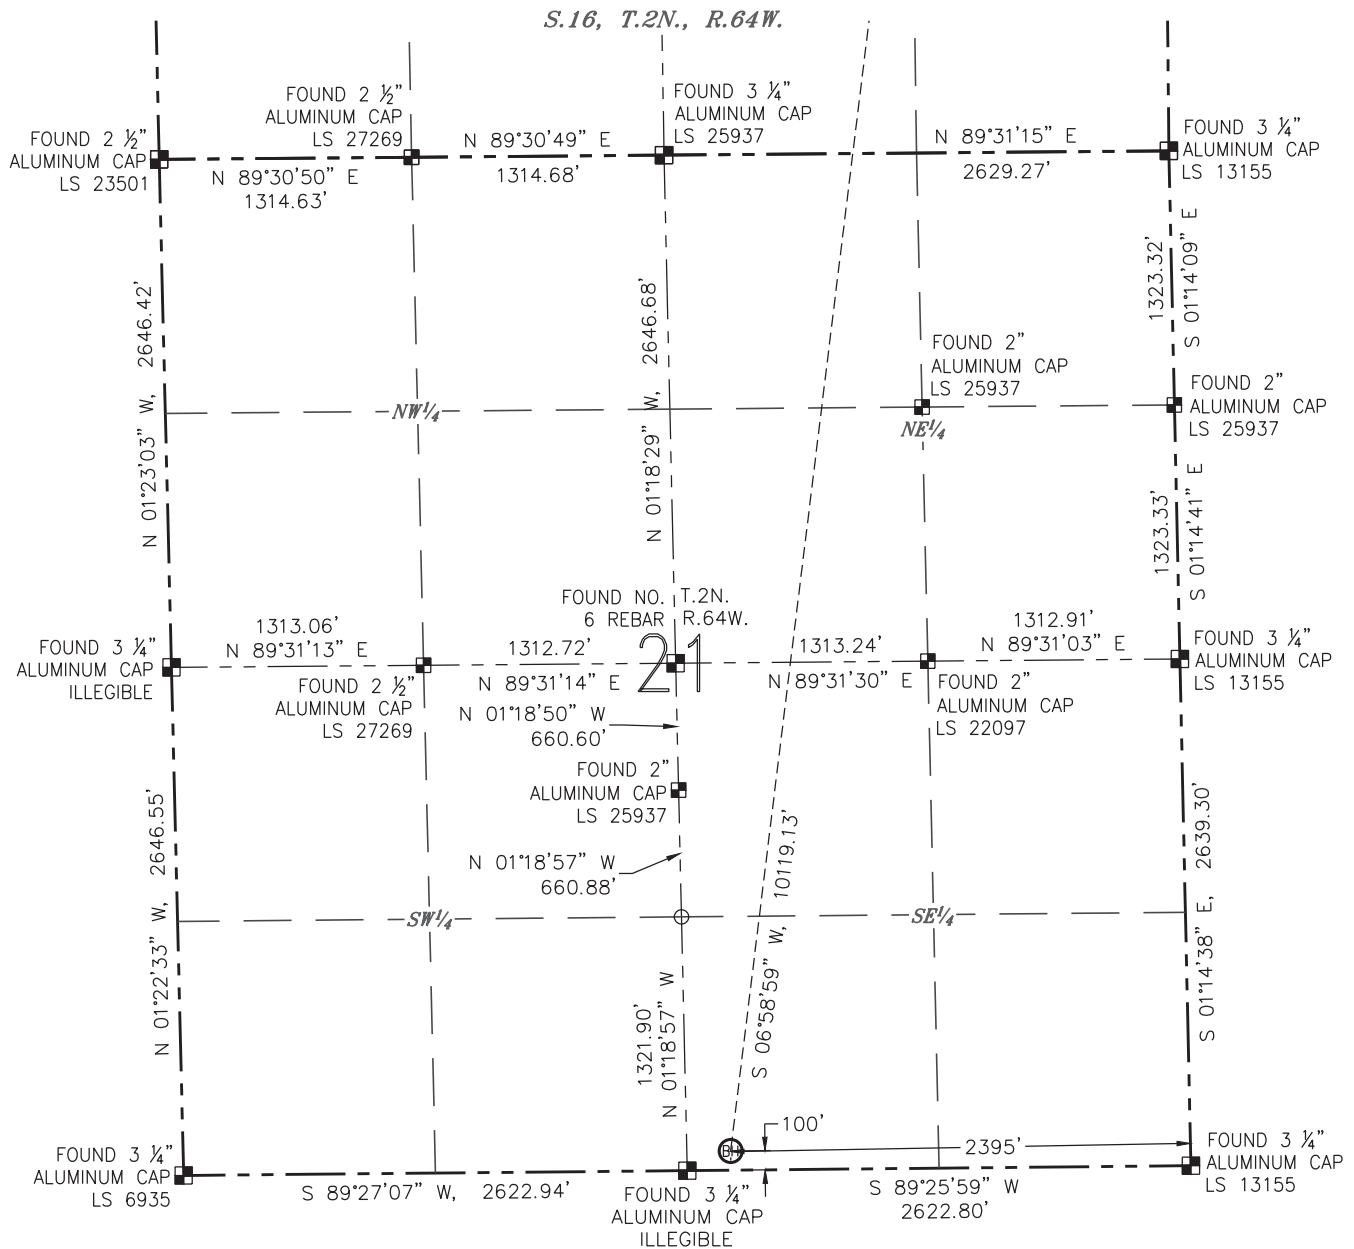 S.16, T.2N., R.64W.
FOUND 2 ½"
ALUMINUM CAP
LS 23501
FOUND 2 ½"
ALUMINUM CAP
LS 27269
FOUND 3 ¼"
ALUMINUM CAP
LS 25937
FOUND 3 ¼"
ALUMINUM CAP
LS 13155
N 89°30'50" E
1314.63'
N 89°30'49" E
1314.68'
N 89°31'15" E
2629.27'
N 01°23'03" W, 2646.42'
N 01°18'29" W, 2646.68'
1323.32'
S 01°14'09" E
FOUND 2"
ALUMINUM CAP
LS 25937
FOUND 2"
ALUMINUM CAP
LS 25937
NW¼
NE¼
1323.33'
S 01°14'41" E
FOUND NO.
6 REBAR
T.2N.
R.64W.
21
FOUND 3 ¼"
ALUMINUM CAP
ILLEGIBLE
1313.06'
N 89°31'13" E
FOUND 2 ½"
ALUMINUM CAP
LS 27269
1312.72'
N 89°31'14" E
1313.24'
N 89°31'30" E
1312.91'
N 89°31'03" E
FOUND 2"
ALUMINUM CAP
LS 22097
FOUND 3 ¼"
ALUMINUM CAP
LS 13155
N 01°18'50" W
660.60'
FOUND 2"
ALUMINUM CAP
LS 25937
N 01°18'57" W
660.88'
N 01°22'33" W, 2646.55'
SW¼
SE¼
S 06°58'59" W, 10119.13'
S 01°14'38" E, 2639.30'
1321.90'
N 01°18'57" W
100'
BH
2395'
FOUND 3 ¼"
ALUMINUM CAP
LS 6935
S 89°27'07" W, 2622.94'
FOUND 3 ¼"
ALUMINUM CAP
ILLEGIBLE
S 89°25'59" W
2622.80'
FOUND 3 ¼"
ALUMINUM CAP
LS 13155